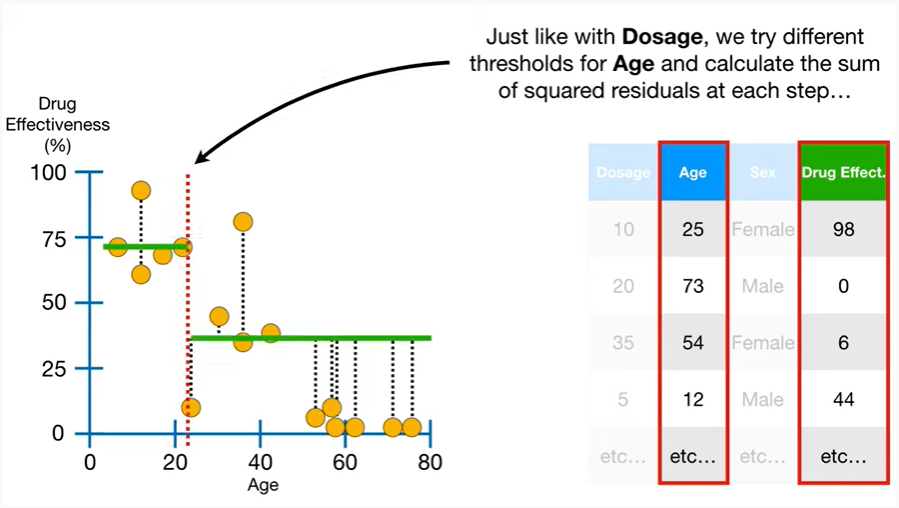 Just like with Dosage, we try different
thresholds for Age and calculate the sum
of squared residuals at each step…
Drug
Effectiveness
(%)
100
75
50
25
0
0 20 40 60 80
Age
Dosage Age Sex Drug Effect.
10 25 Female 98
20 73 Male 0
35 54 Female 6
5 12 Male 44
etc… etc… etc… etc…